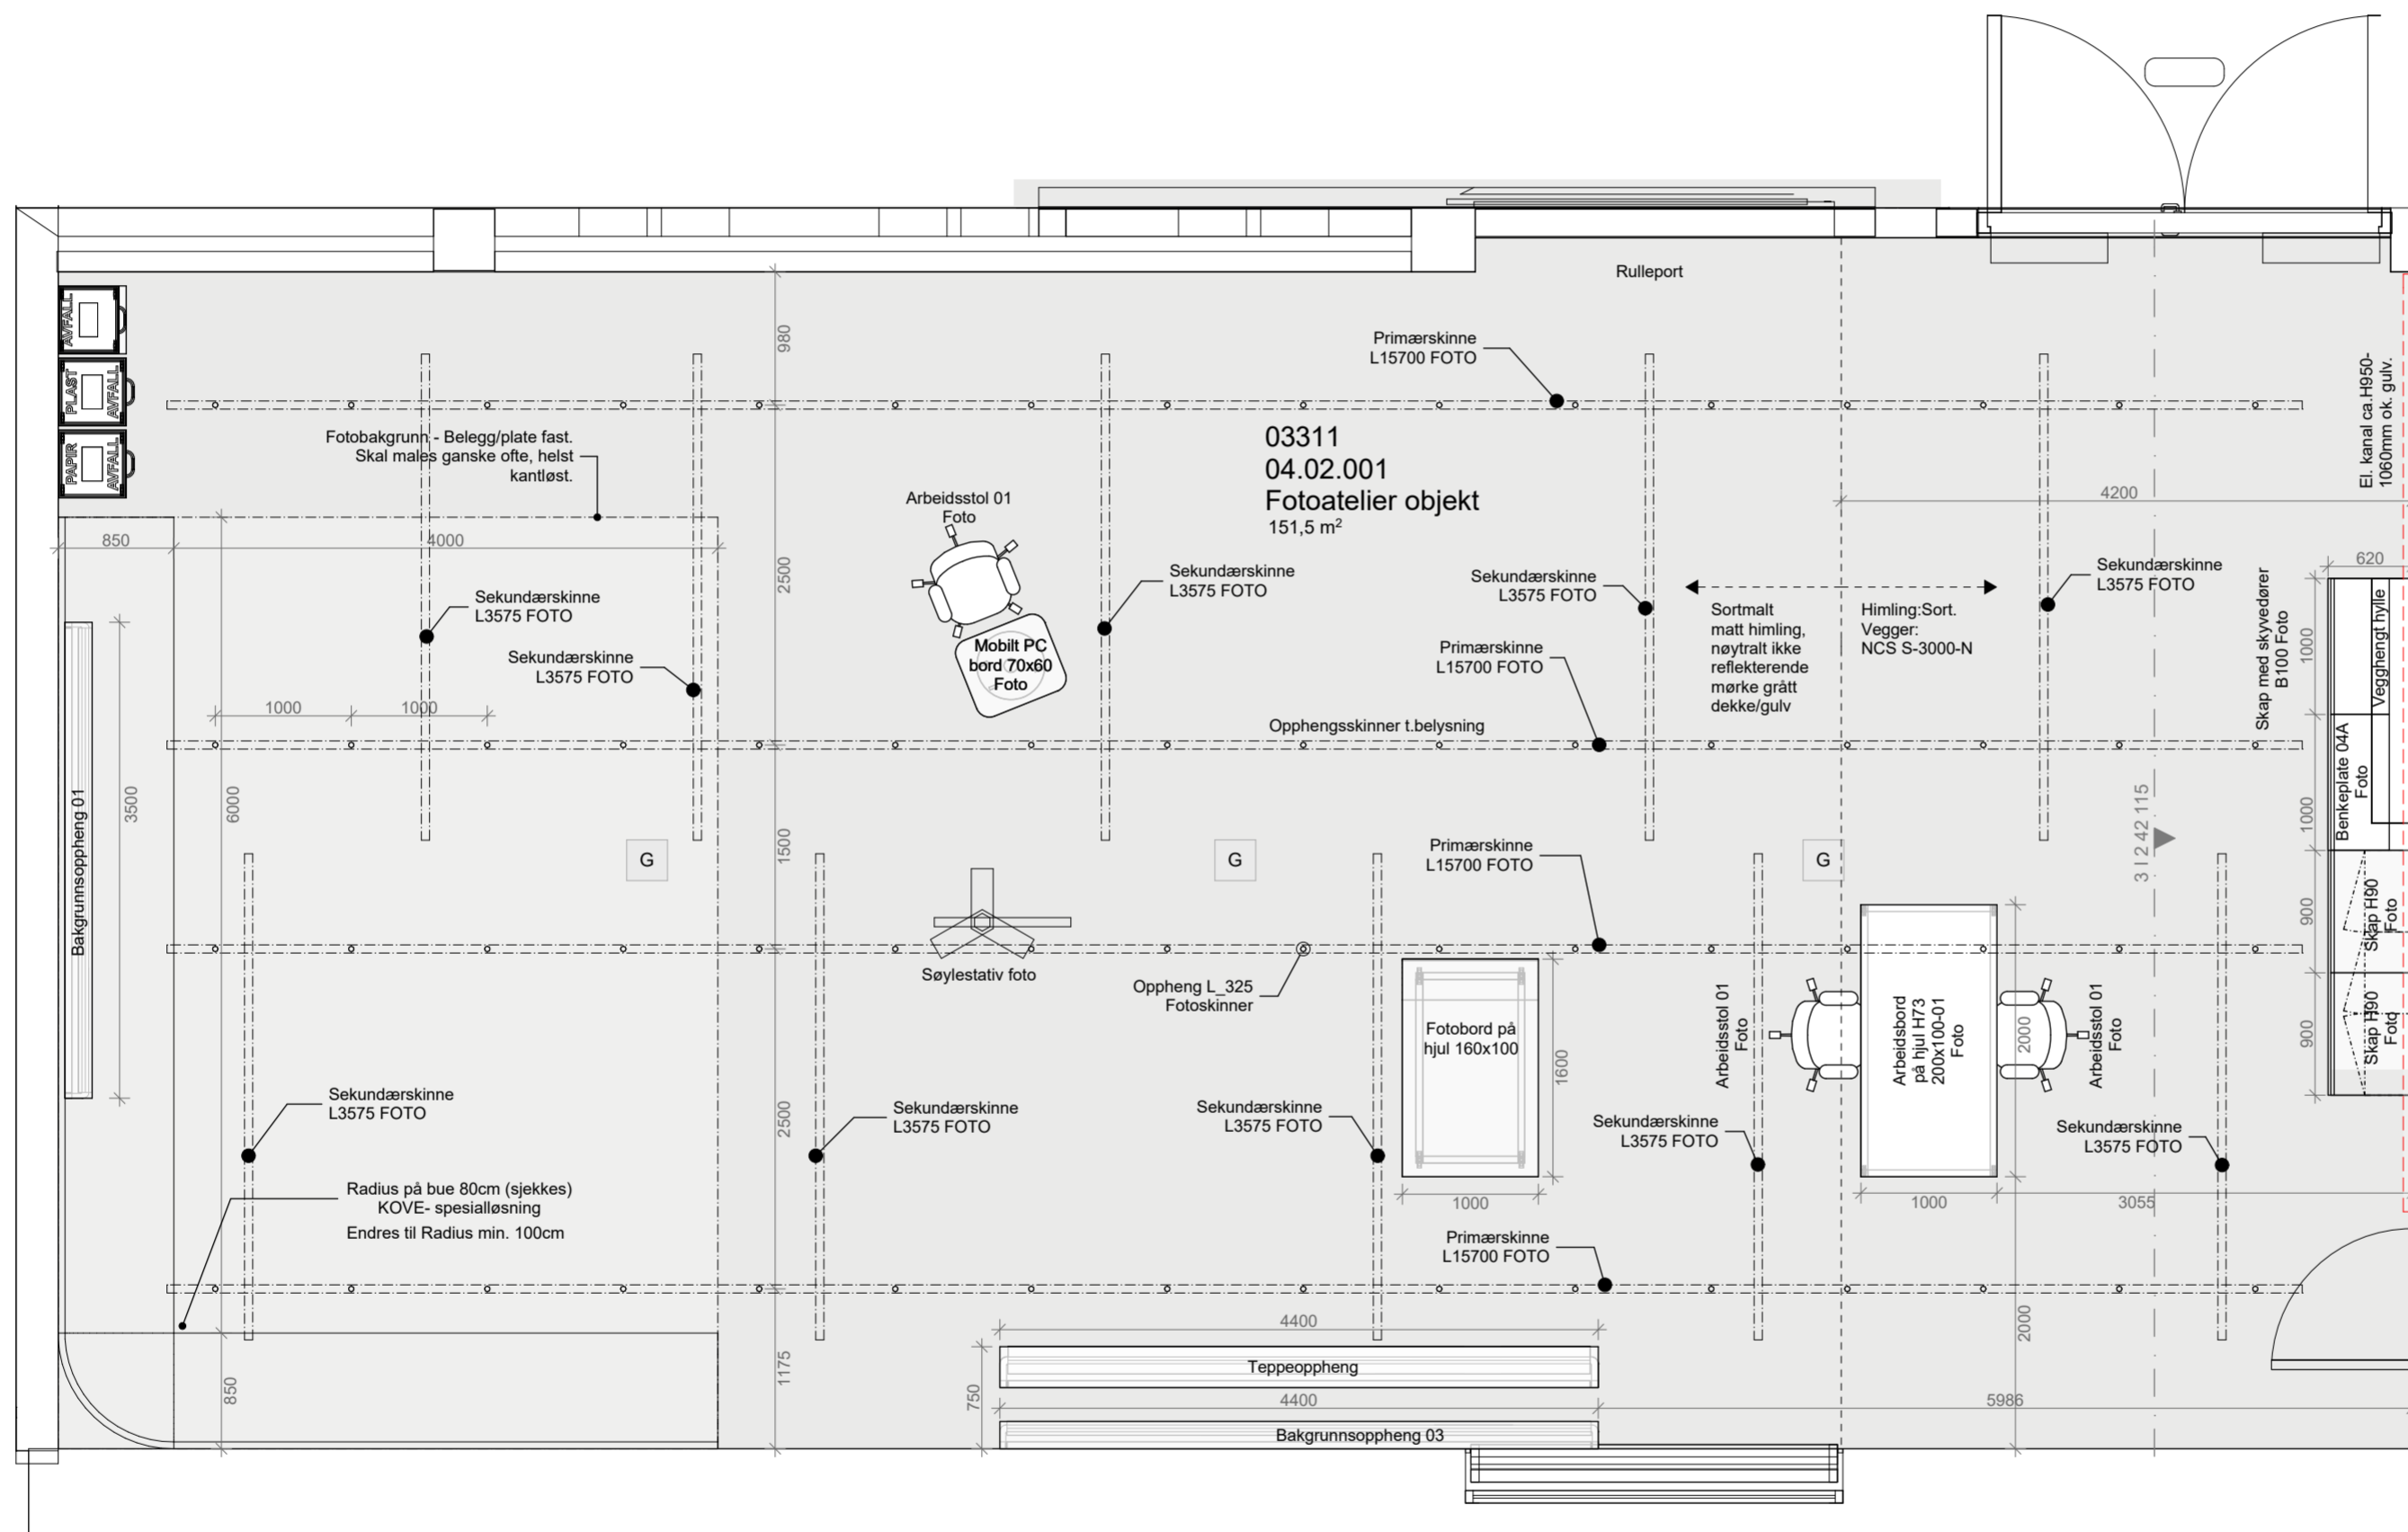 Rulleport
980
AVFALL
PLAST
AVFALL
PAPIR
AVFALL
Primærskinne
L15700 FOTO
El. kanal ca.H950-
1060mm ok. gulv.
Fotobakgrunn - Belegg/plate fast.
Skal males ganske ofte, helst
kantløst.
03311
04.02.001
Fotoatelier objekt
151,5 m²
Arbeidsstol 01
Foto
4200
850
4000
2500
620
Sekundærskinne
L3575 FOTO
Sekundærskinne
L3575 FOTO
Sekundærskinne
L3575 FOTO
Sekundærskinne
L3575 FOTO
Sekundærskinne
L3575 FOTO
Sortmalt
matt himling,
nøytralt ikke
reflekterende
mørke grått
dekke/gulv
Himling:Sort.
Vegger:
NCS S-3000-N
Skap med skyvedører
B100 Foto
1000
Vegghengt hylle
Mobilt PC
bord 70x60
Foto
Primærskinne
L15700 FOTO
1000
1000
Opphengsskinner t.belysning
Bakgrunnsoppheng 01
3500
6000
1500
3 I 2 42 115
1000
Benkeplate 04A
Foto
G
G
G
Primærskinne
L15700 FOTO
900
Skap H90
Foto
Søylestativ foto
Oppheng L_325
Fotoskinner
Fotobord på
hjul 160x100
1600
1000
Arbeidsstol 01
Foto
Arbeidsbord
på hjul H73
200x100-01
Foto
2000
Arbeidsstol 01
Foto
900
Skap H90
Foto
Sekundærskinne
L3575 FOTO
2500
Sekundærskinne
L3575 FOTO
Sekundærskinne
L3575 FOTO
Sekundærskinne
L3575 FOTO
Sekundærskinne
L3575 FOTO
Radius på bue 80cm (sjekkes)
KOVE- spesialløsning
Endres til Radius min. 100cm
1000
3055
Primærskinne
L15700 FOTO
4400
2000
Teppeoppheng
850
1175
750
4400
5986
Bakgrunnsoppheng 03